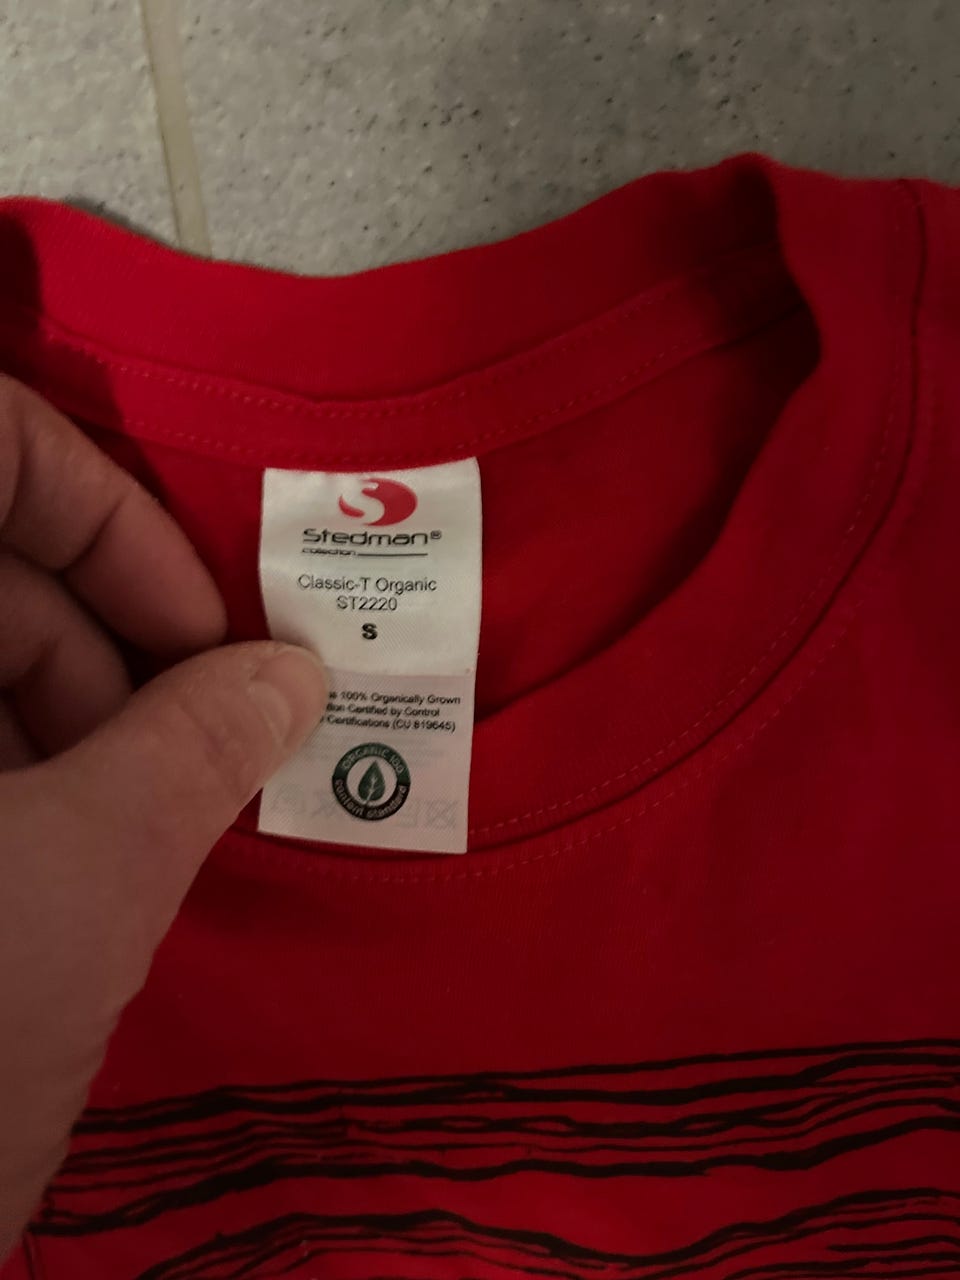 S
Stedman®
collection
Classic-T Organic
ST2220
S
100% Organically Grown
Certified by Control
Certifications (CU 819645)
ORGANIC 100
content standard